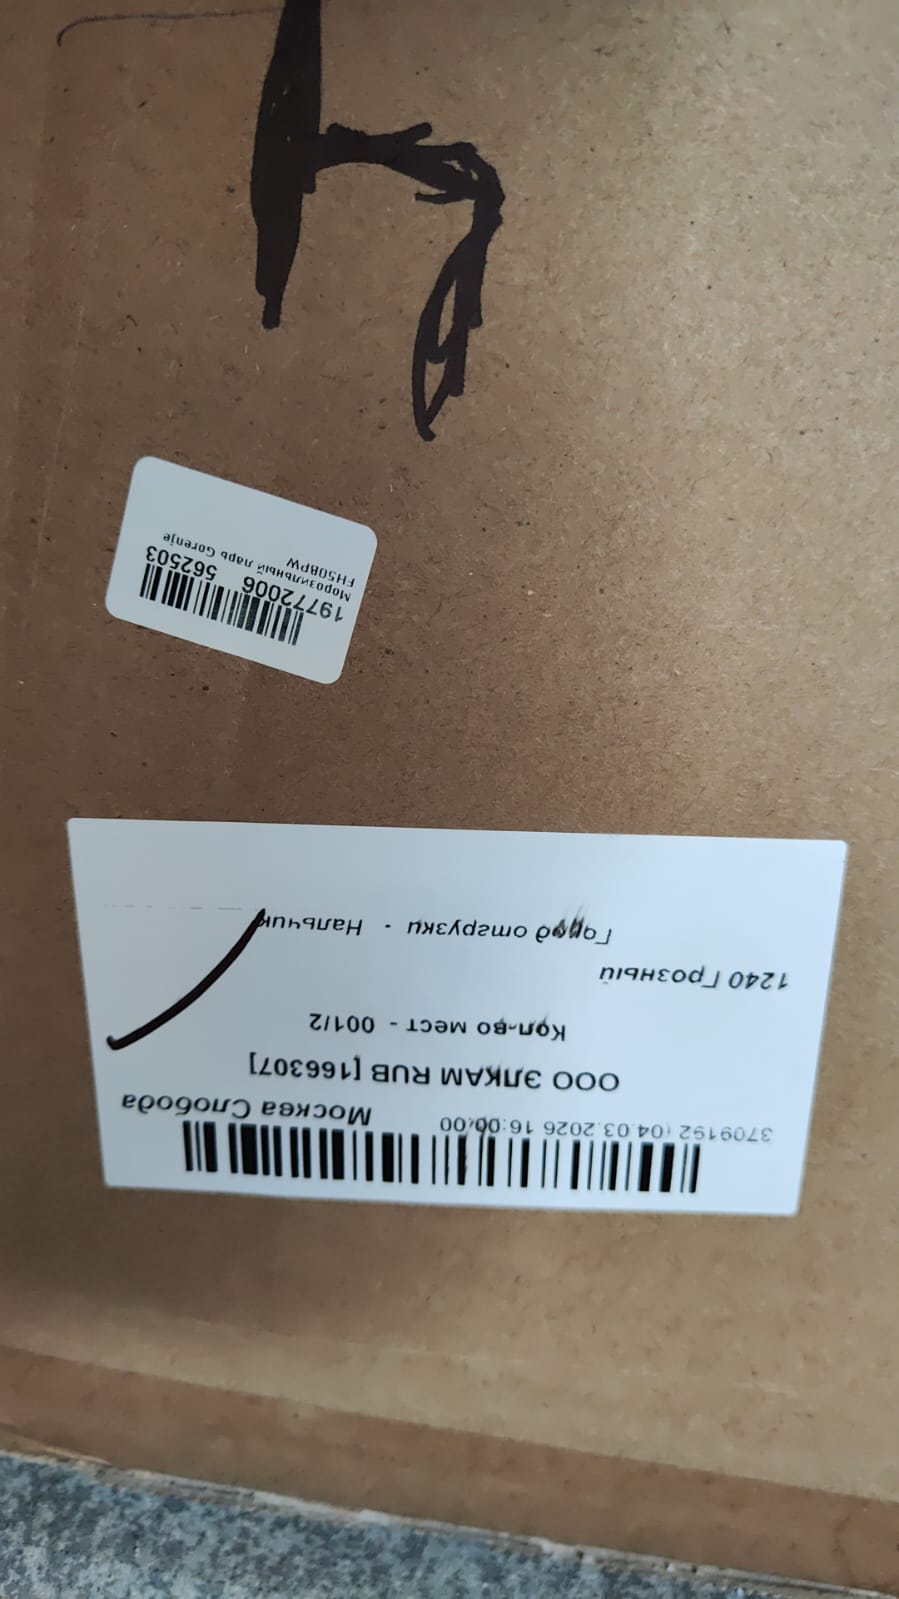 3709192 (04.03.2026 16:00:00
Москва Слобода
ООО ЭЛКАМ RUB [166307]
Кол-во мест - 001/2
1240 Грозный
Город отгрузки - Нальчик
19772006 562503
Морозильный ларь Gorenje
FH50BPW